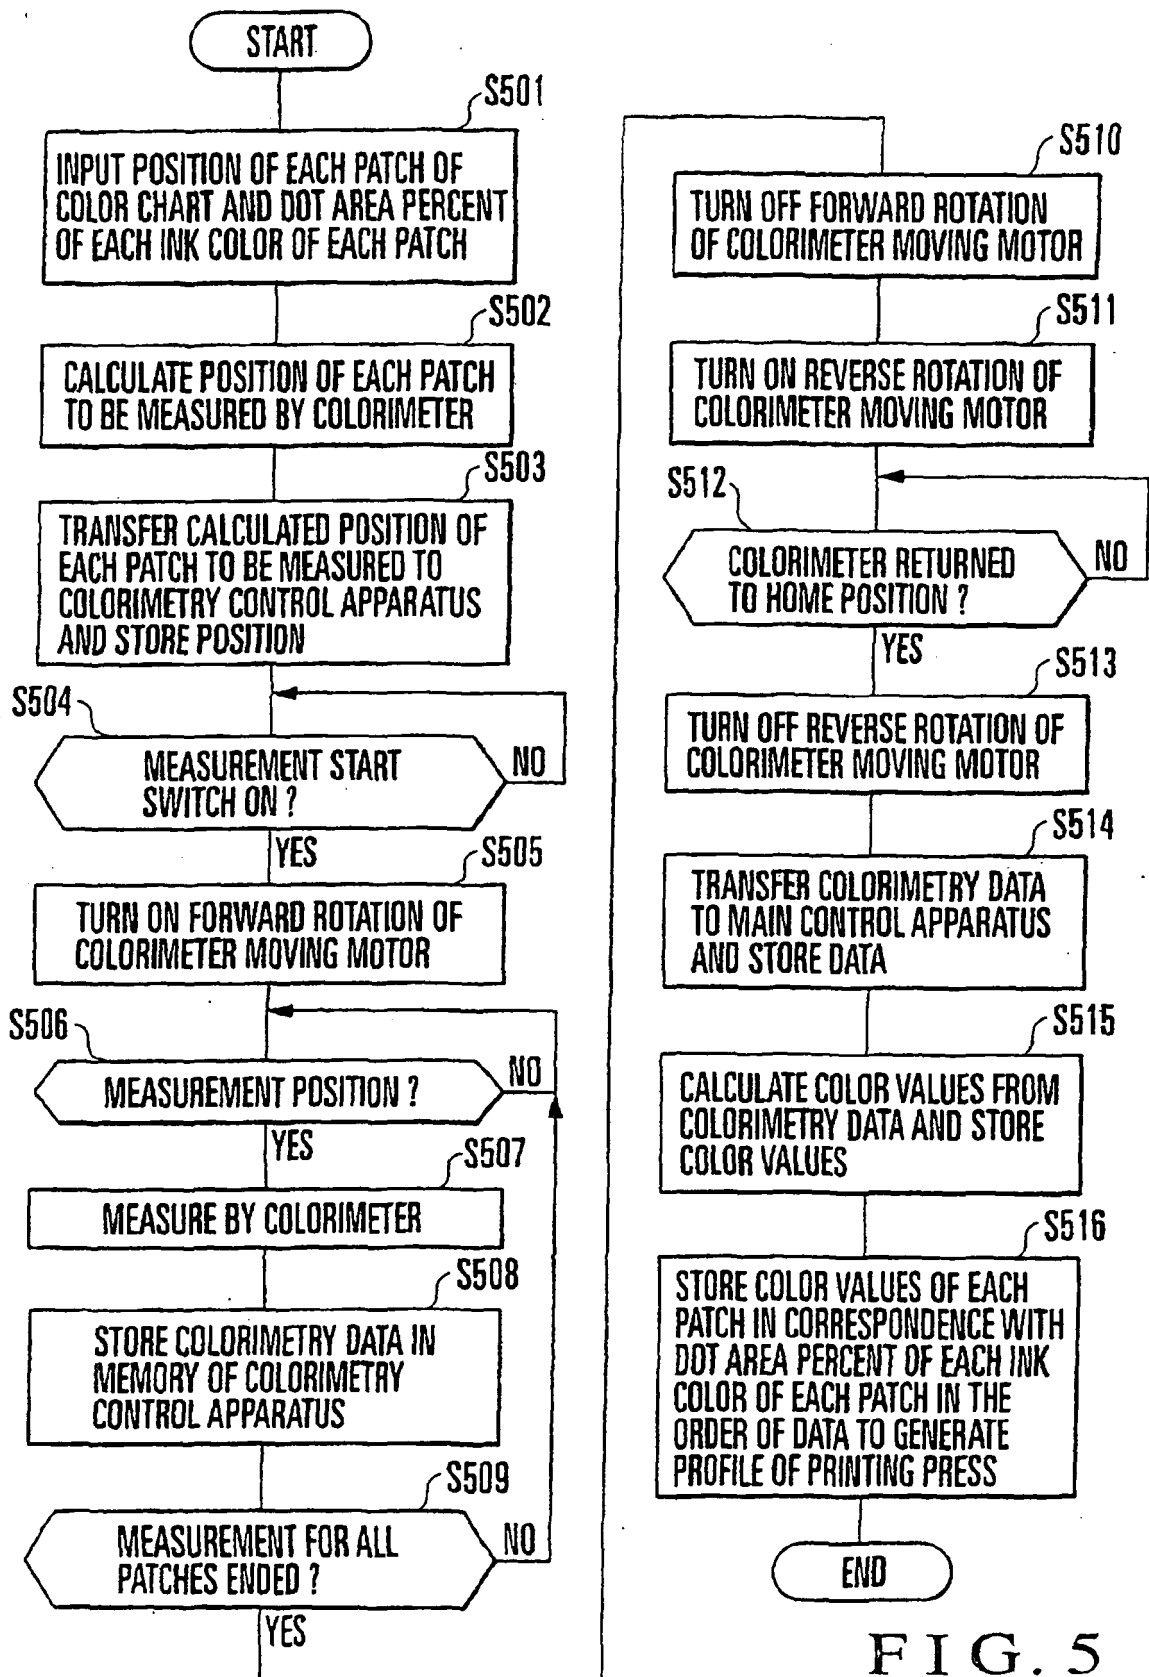 START
S501
INPUT POSITION OF EACH PATCH OF
COLOR CHART AND DOT AREA PERCENT
OF EACH INK COLOR OF EACH PATCH
S502
CALCULATE POSITION OF EACH PATCH
TO BE MEASURED BY COLORIMETER
S503
TRANSFER CALCULATED POSITION OF
EACH PATCH TO BE MEASURED TO
COLORIMETRY CONTROL APPARATUS
AND STORE POSITION
S504
MEASUREMENT START
SWITCH ON ?
NO
YES
S505
TURN ON FORWARD ROTATION OF
COLORIMETER MOVING MOTOR
S506
MEASUREMENT POSITION ?
NO
YES
S507
MEASURE BY COLORIMETER
S508
STORE COLORIMETRY DATA IN
MEMORY OF COLORIMETRY
CONTROL APPARATUS
S509
MEASUREMENT FOR ALL
PATCHES ENDED ?
NO
YES
S510
TURN OFF FORWARD ROTATION
OF COLORIMETER MOVING MOTOR
S511
TURN ON REVERSE ROTATION OF
COLORIMETER MOVING MOTOR
S512
COLORIMETER RETURNED
TO HOME POSITION ?
NO
YES
S513
TURN OFF REVERSE ROTATION OF
COLORIMETER MOVING MOTOR
S514
TRANSFER COLORIMETRY DATA
TO MAIN CONTROL APPARATUS
AND STORE DATA
S515
CALCULATE COLOR VALUES FROM
COLORIMETRY DATA AND STORE
COLOR VALUES
S516
STORE COLOR VALUES OF EACH
PATCH IN CORRESPONDENCE WITH
DOT AREA PERCENT OF EACH INK
COLOR OF EACH PATCH IN THE
ORDER OF DATA TO GENERATE
PROFILE OF PRINTING PRESS
END
FIG. 5